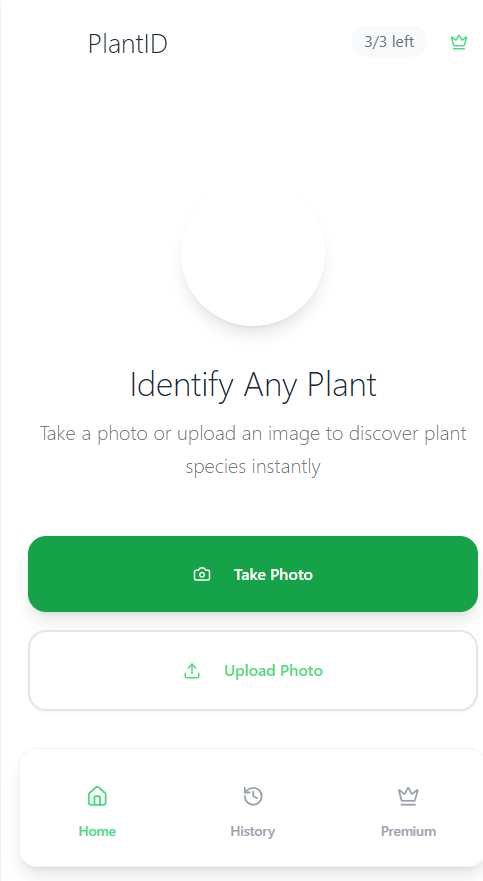 PlantID
3/3 left
Identify Any Plant
Take a photo or upload an image to discover plant
species instantly
Take Photo
Upload Photo
Home
History
Premium